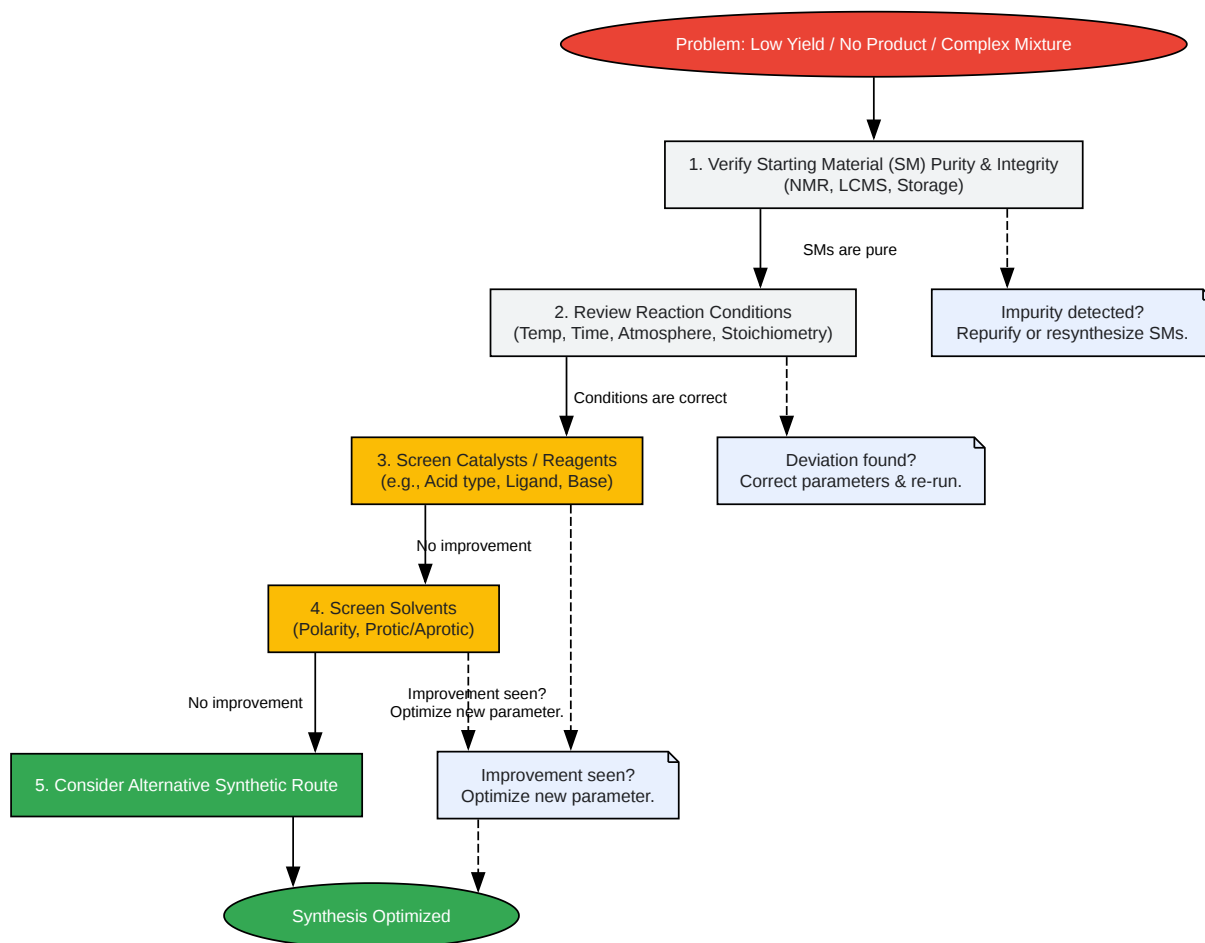 Problem: Low Yield / No Product / Complex Mixture
1. Verify Starting Material (SM) Purity & Integrity
(NMR, LCMS, Storage)
SMs are pure
2. Review Reaction Conditions
(Temp, Time, Atmosphere, Stoichiometry)
Impurity detected?
Repurify or resynthesize SMs.
Conditions are correct
3. Screen Catalysts / Reagents
(e.g., Acid type, Ligand, Base)
Deviation found?
Correct parameters & re-run.
No improvement
4. Screen Solvents
(Polarity, Protic/Aprotic)
No improvement
Improvement seen?
Optimize new parameter.
5. Consider Alternative Synthetic Route
Improvement seen?
Optimize new parameter.
Synthesis Optimized